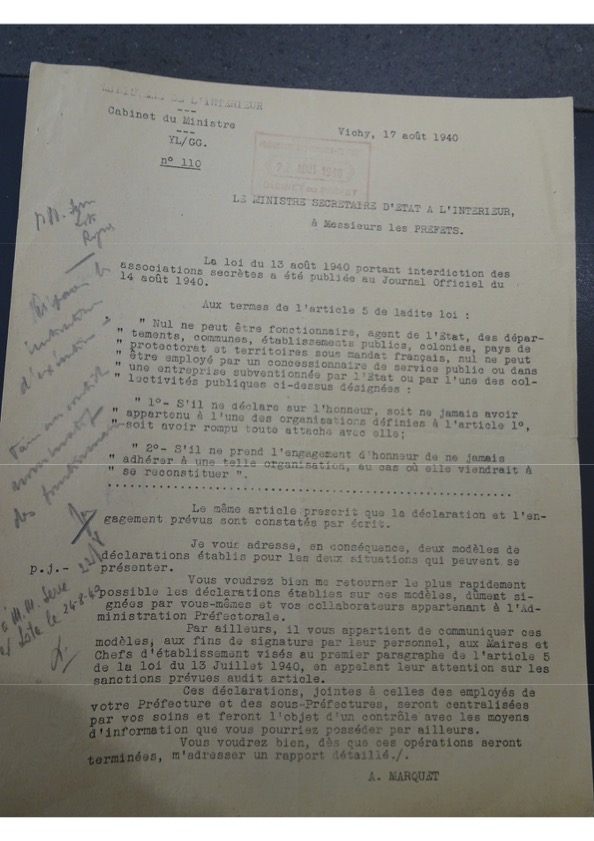 MINISTERE DE L'INTERIEUR
---
Cabinet du Ministre
---
YL/GG.
n° 110
Vichy, 17 août 1940
LE MINISTRE SECRETAIRE D'ETAT A L'INTERIEUR,
à Messieurs les PREFETS.
La loi du 13 août 1940 portant interdiction des
associations secrètes a été publiée au Journal Officiel du
14 août 1940.
Aux termes de l'article 5 de ladite loi :
" Nul ne peut être fonctionnaire, agent de l'Etat, des dépar-
" tements, communes, établissements publics, colonies, pays de
" protectorat et territoires sous mandat français, nul ne peut
" être employé par un concessionnaire de service public ou dans
" une entreprise subventionnée par l'Etat ou par l'une des col-
" lectivités publiques ci-dessus désignées :
" 1°- S'il ne déclare sur l'honneur, soit ne jamais avoir
" appartenu à l'une des organisations définies à l'article 1°,
" soit avoir rompu toute attache avec elle;
" 2°- S'il ne prend l'engagement d'honneur de ne jamais
" adhérer à une telle organisation, au cas où elle viendrait à
" se reconstituer ".
......................................................
Le même article prescrit que la déclaration et l'en-
gagement prévus sont constatés par écrit.
Je vous adresse, en conséquence, deux modèles de
p.j.- déclarations établis pour les deux situations qui peuvent se
présenter.
Vous voudrez bien me retourner le plus rapidement
possible les déclarations établies sur ces modèles, dûment si-
gnées par vous-mêmes et vos collaborateurs appartenant à l'Ad-
ministration Préfectorale.
Par ailleurs, il vous appartient de communiquer ces
modèles, aux fins de signature par leur personnel, aux Maires et
Chefs d'établissement visés au premier paragraphe de l'article 5
de la loi du 13 Juillet 1940, en appelant leur attention sur les
sanctions prévues audit article.
Ces déclarations, jointes à celles des employés de
votre Préfecture et des sous-Préfectures, seront centralisées
par vos soins et feront l'objet d'un contrôle avec les moyens
d'information que vous pourriez posséder par ailleurs.
Vous voudrez bien, dès que ces opérations seront
terminées, m'adresser un rapport détaillé./.
A. MARQUET
instructions
d'exécution
des fonctionnaires
22/8